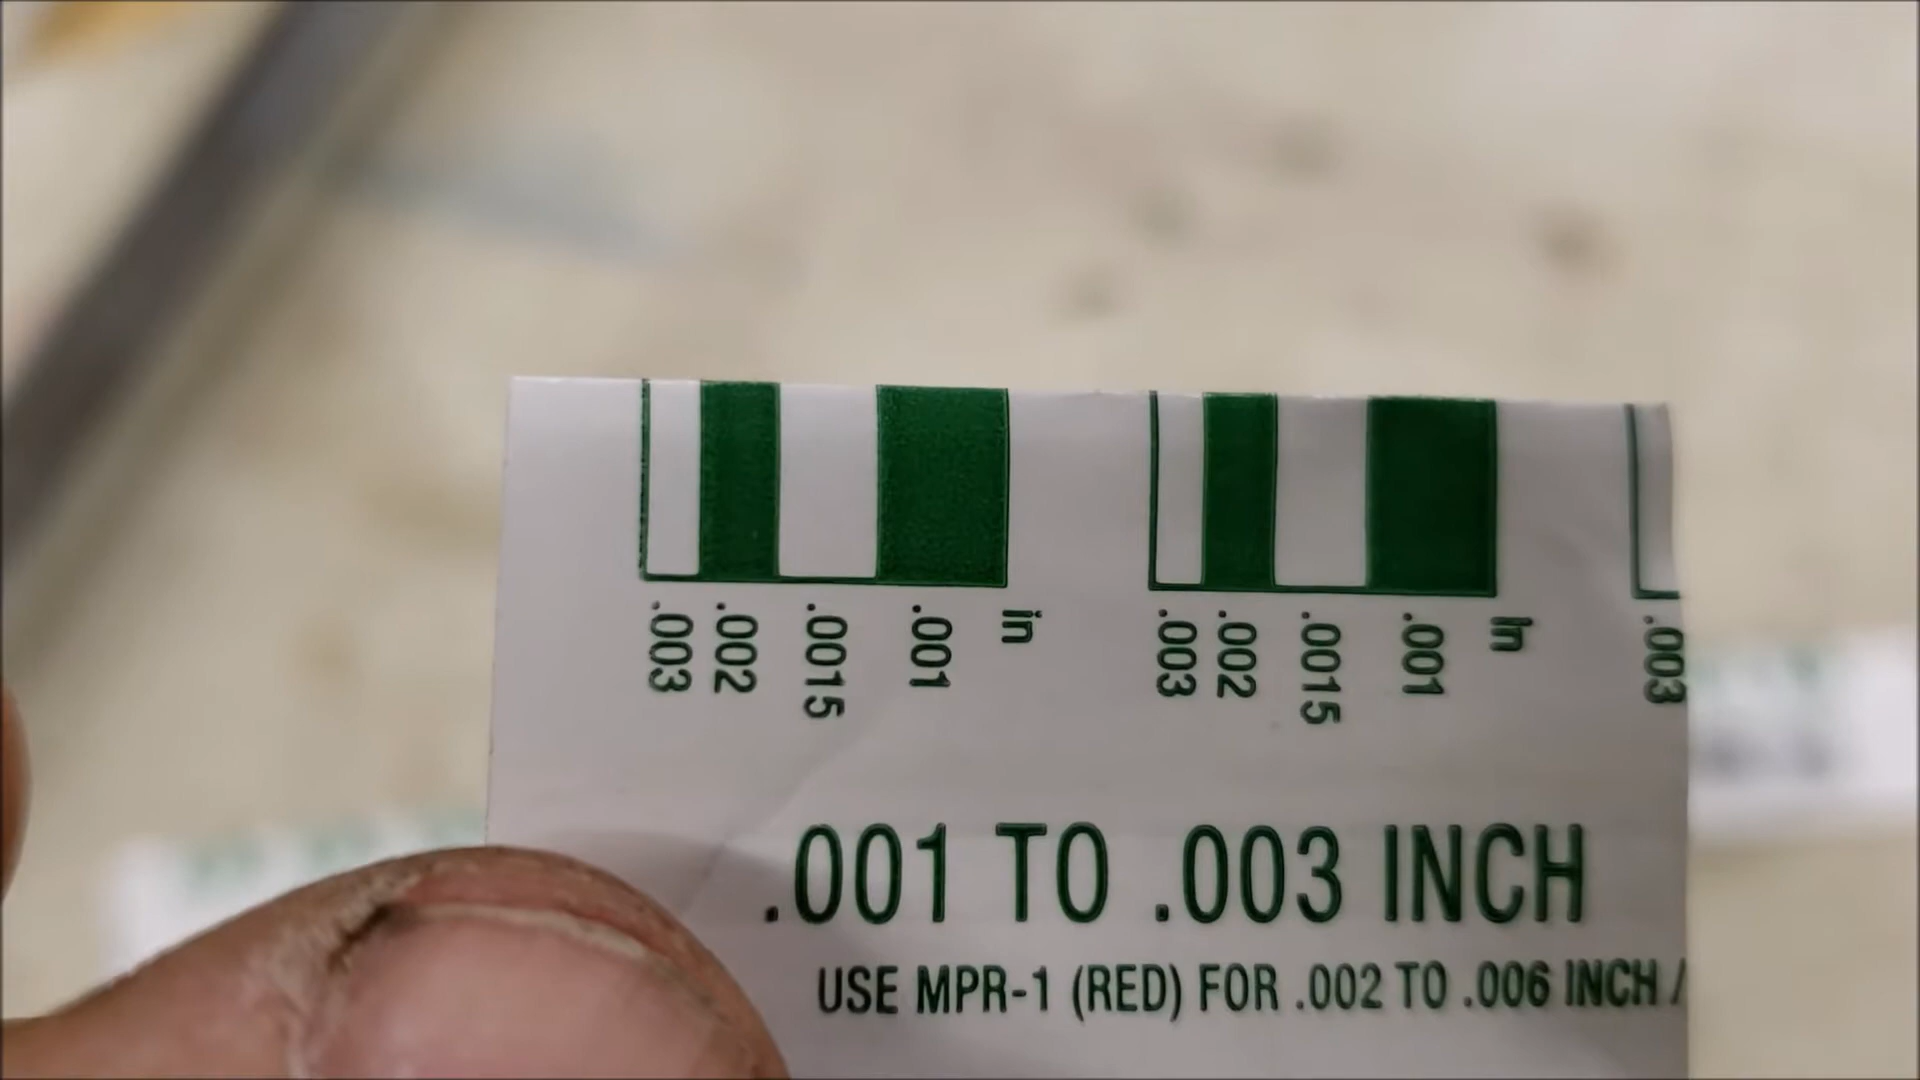 .003
.002
.0015
.001
in
.003
.002
.0015
.001
in
.003
.001 TO .003 INCH
USE MPR-1 (RED) FOR .002 TO .006 INCH /